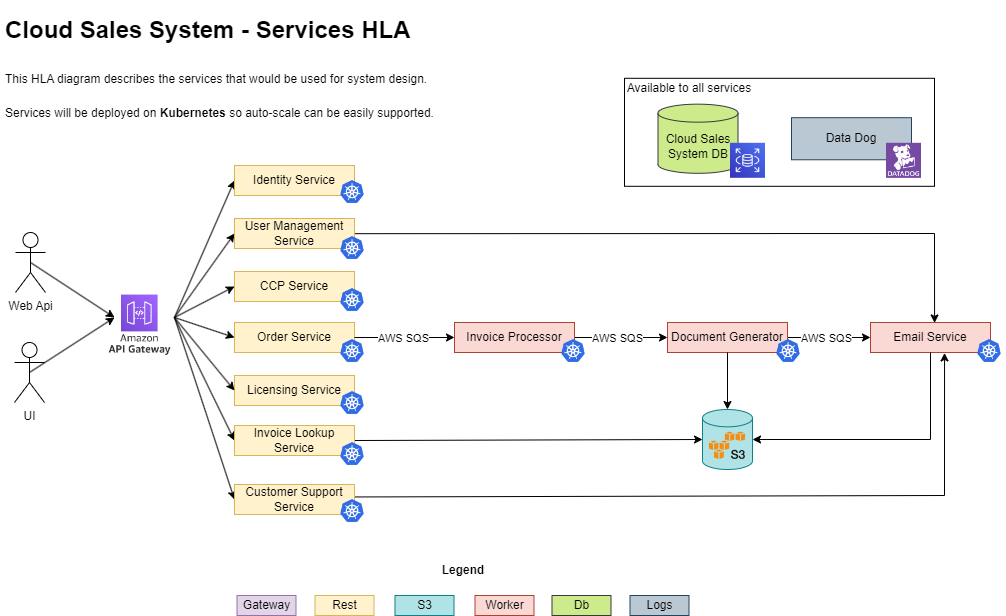 Cloud Sales System - Services HLA
This HLA diagram describes the services that would be used for system design.
Services will be deployed on Kubernetes so auto-scale can be easily supported.
Available to all services
Cloud Sales
System DB
Data Dog
DATADOG
Identity Service
User Management
Service
CCP Service
Web Api
Amazon
API Gateway
Order Service
AWS SQS
Invoice Processor
AWS SQS
Document Generator
AWS SQS
Email Service
UI
Licensing Service
Invoice Lookup
Service
S3
Customer Support
Service
Legend
Gateway
Rest
S3
Worker
Db
Logs